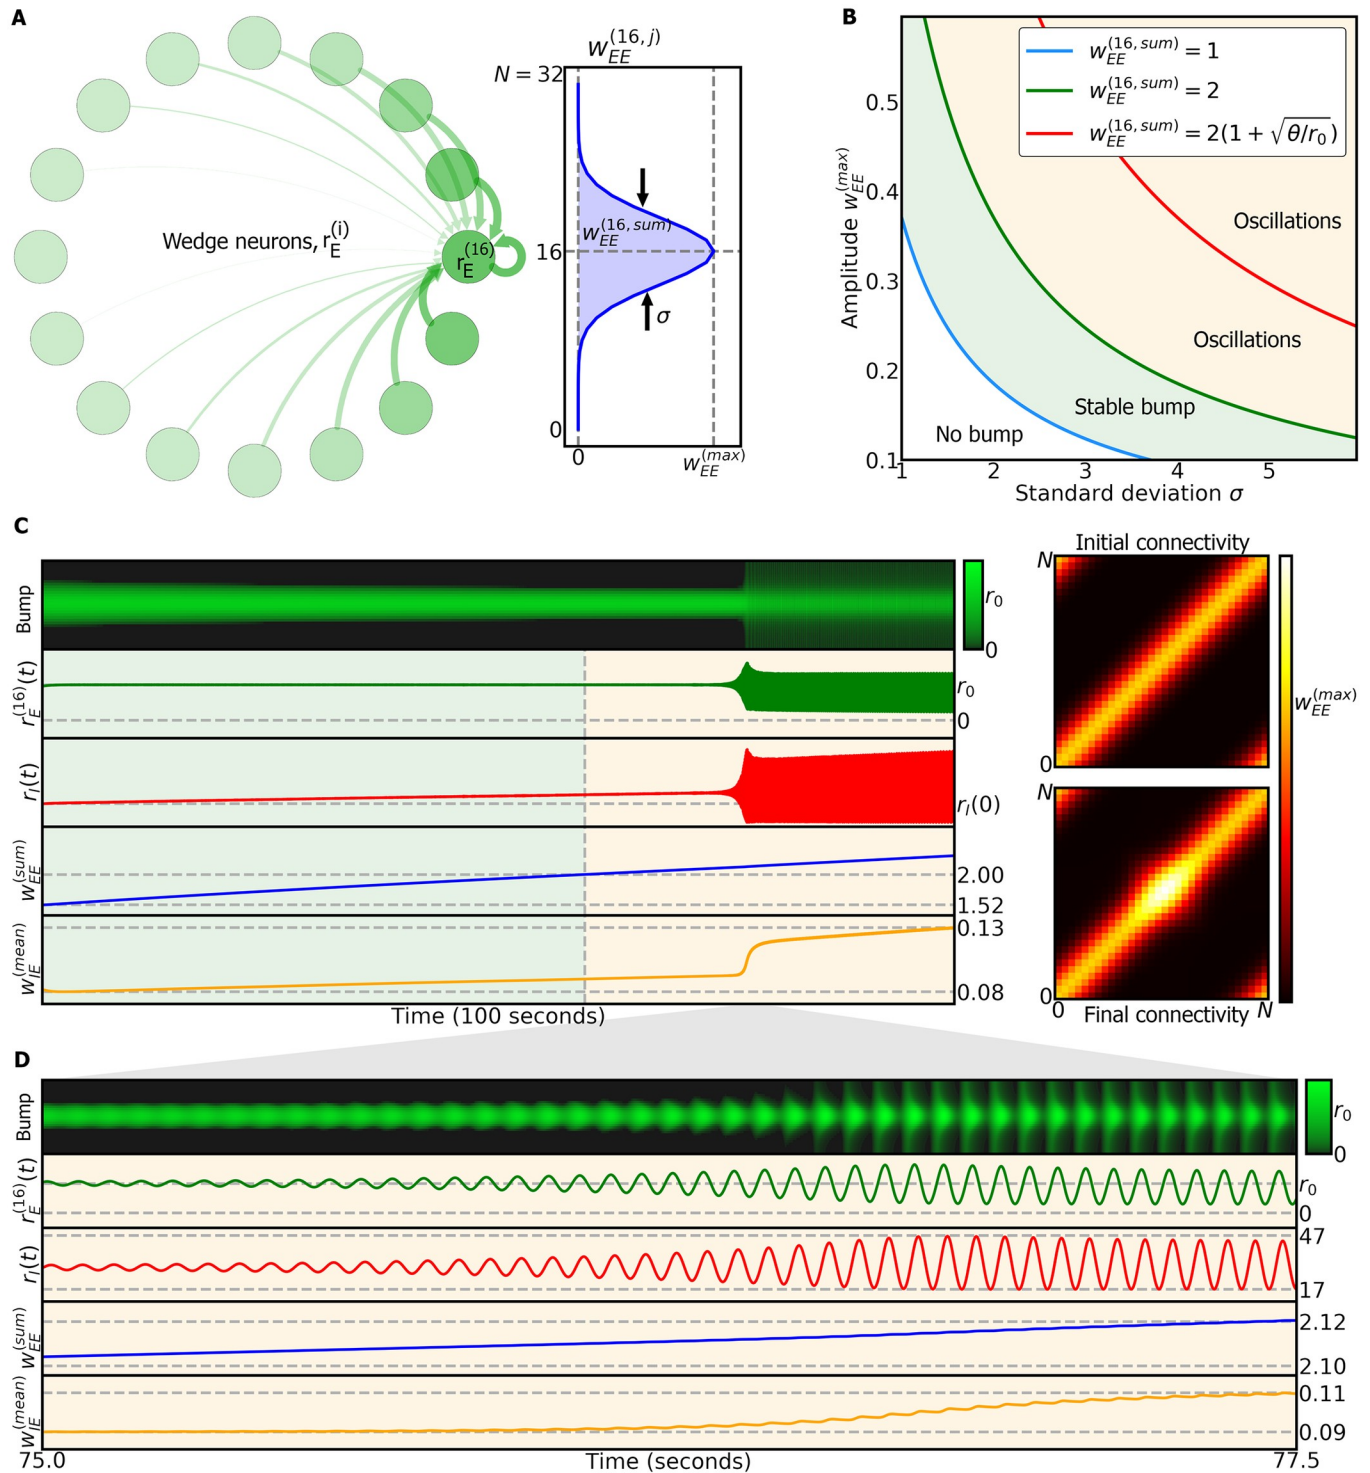 A
Wedge neurons, r_E^(i)
r_E^(16)
w_EE^(16, j)
N = 32
16
0
w_EE^(16, sum)
σ
0
w_EE^(max)
B
w_EE^(16, sum) = 1
w_EE^(16, sum) = 2
w_EE^(16, sum) = 2(1 + √θ/r_0)
Amplitude w_EE^(max)
0.5
0.4
0.3
0.2
0.1
Oscillations
Oscillations
Stable bump
No bump
1 2 3 4 5
Standard deviation σ
C
Bump
r_0
0
r_E^(16)(t)
r_0
0
r_I(t)
r_I(0)
w_EE^(sum)
2.00
1.52
w_IE^(mean)
0.13
0.08
Time (100 seconds)
Initial connectivity
N
0
w_EE^(max)
N
0
0 N
Final connectivity
D
Bump
r_0
0
r_E^(16)(t)
r_0
0
r_I(t)
47
17
w_EE^(sum)
2.12
2.10
w_IE^(mean)
0.11
0.09
75.0 Time (seconds) 77.5